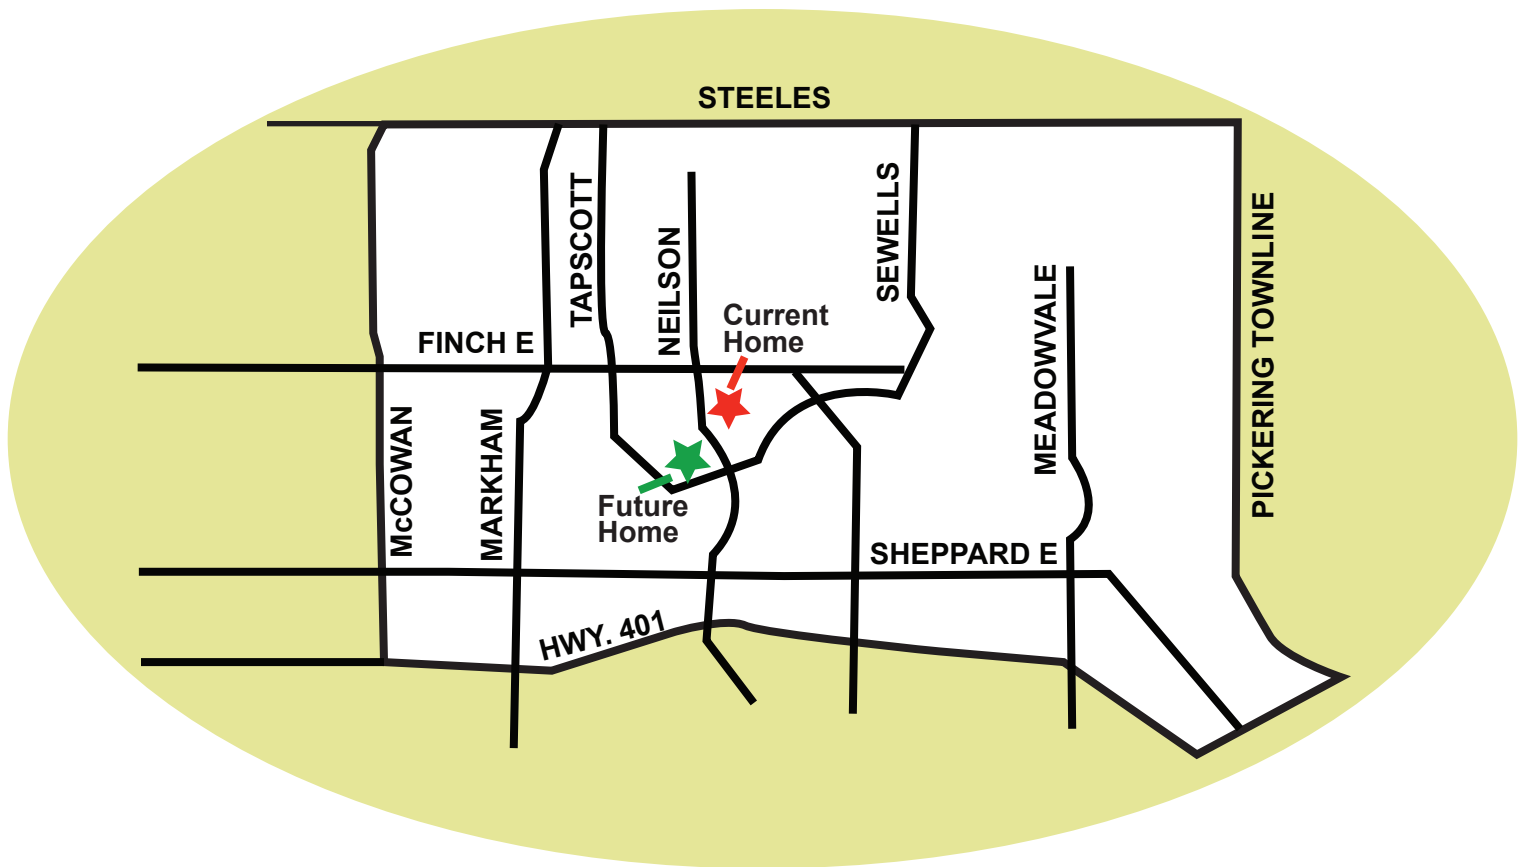 STEELES
TAPSCOTT
NEILSON
SEWELLS
PICKERING TOWNLINE
MEADOWVALE
Current
Home
FINCH E
McCOWAN
MARKHAM
Future
Home
SHEPPARD E
HWY. 401